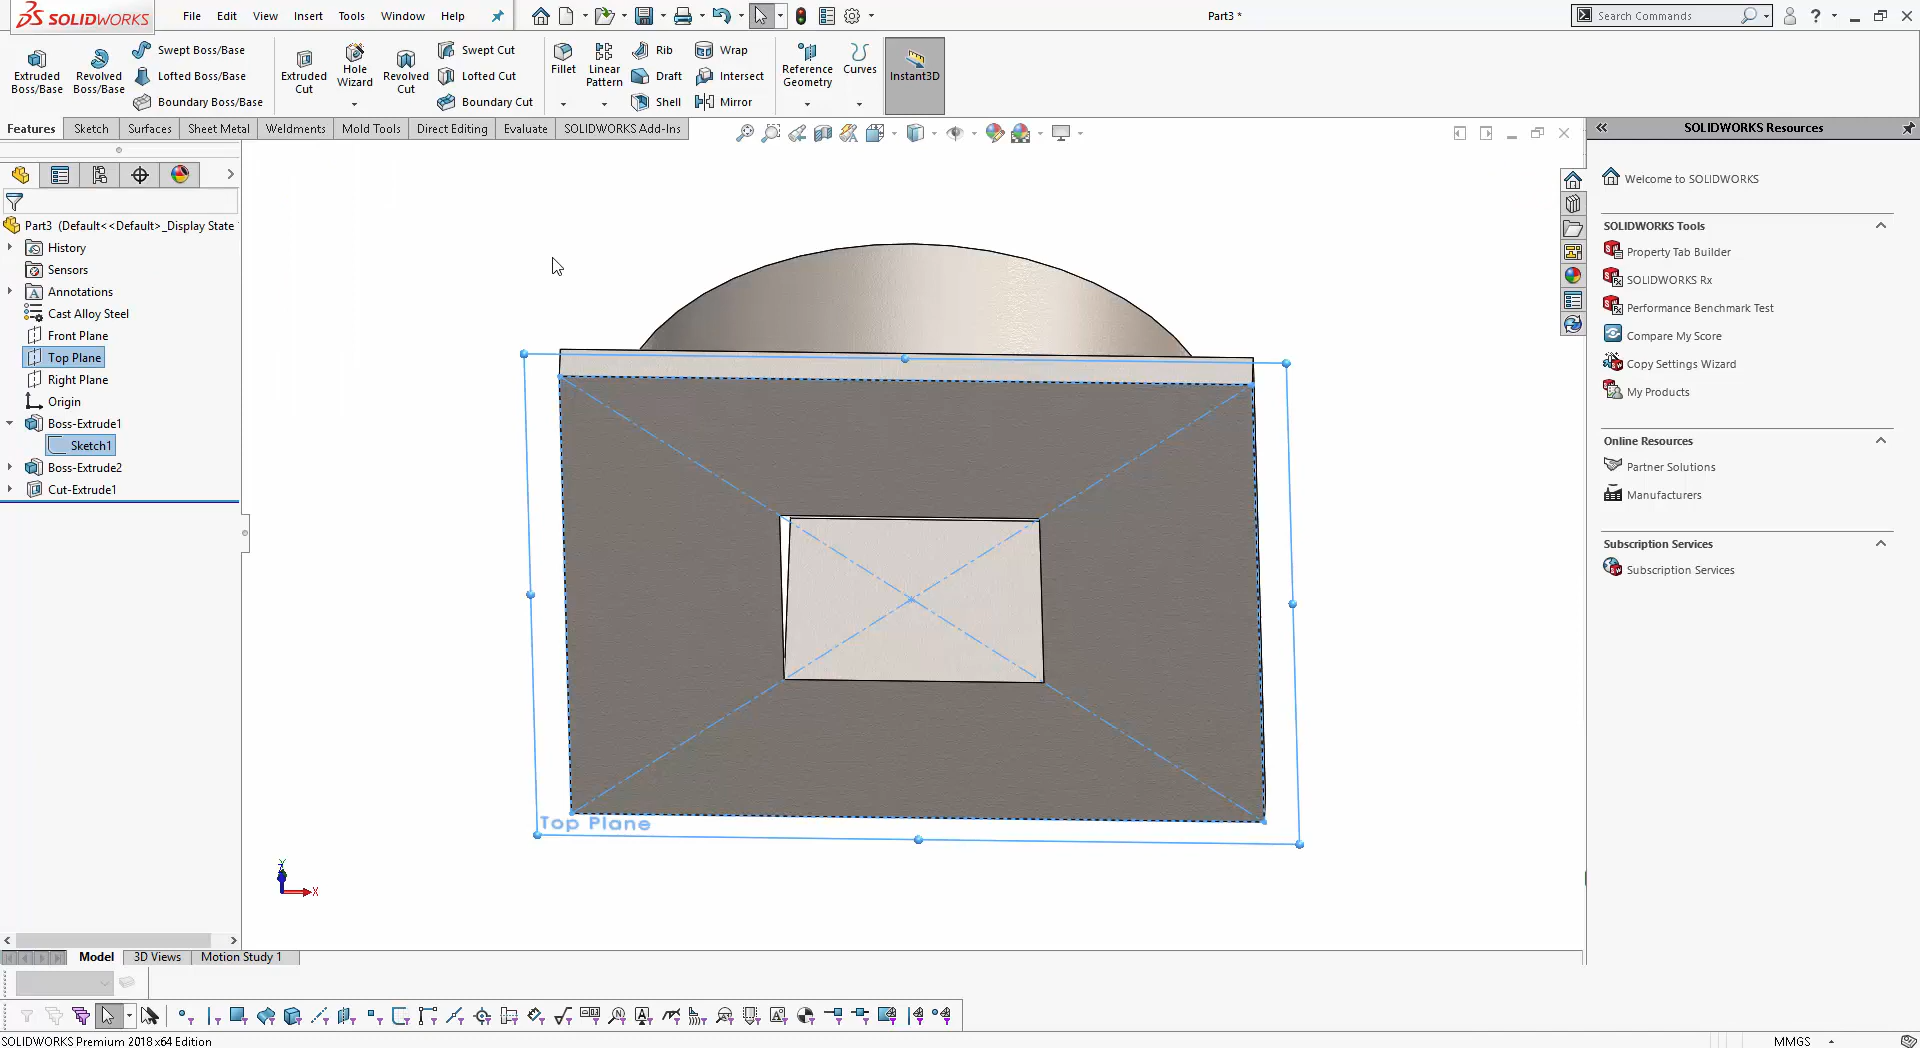 SOLIDWORKS
File Edit View Insert Tools Window Help
Part3 *
Search Commands
Extruded Boss/Base
Revolved Boss/Base
Swept Boss/Base
Lofted Boss/Base
Boundary Boss/Base
Extruded Cut
Hole Wizard
Revolved Cut
Swept Cut
Lofted Cut
Boundary Cut
Fillet
Linear Pattern
Rib
Draft
Shell
Wrap
Intersect
Mirror
Reference Geometry
Curves
Instant3D
Features Sketch Surfaces Sheet Metal Weldments Mold Tools Direct Editing Evaluate SOLIDWORKS Add-Ins
Part3 (Default<<Default>_Display State
History
Sensors
Annotations
Cast Alloy Steel
Front Plane
Top Plane
Right Plane
Origin
Boss-Extrude1
Sketch1
Boss-Extrude2
Cut-Extrude1
Top Plane
Y
Z
X
SOLIDWORKS Resources
Welcome to SOLIDWORKS
SOLIDWORKS Tools
Property Tab Builder
SOLIDWORKS Rx
Performance Benchmark Test
Compare My Score
Copy Settings Wizard
My Products
Online Resources
Partner Solutions
Manufacturers
Subscription Services
Subscription Services
Model 3D Views Motion Study 1
SOLIDWORKS Premium 2018 x64 Edition
MMGS